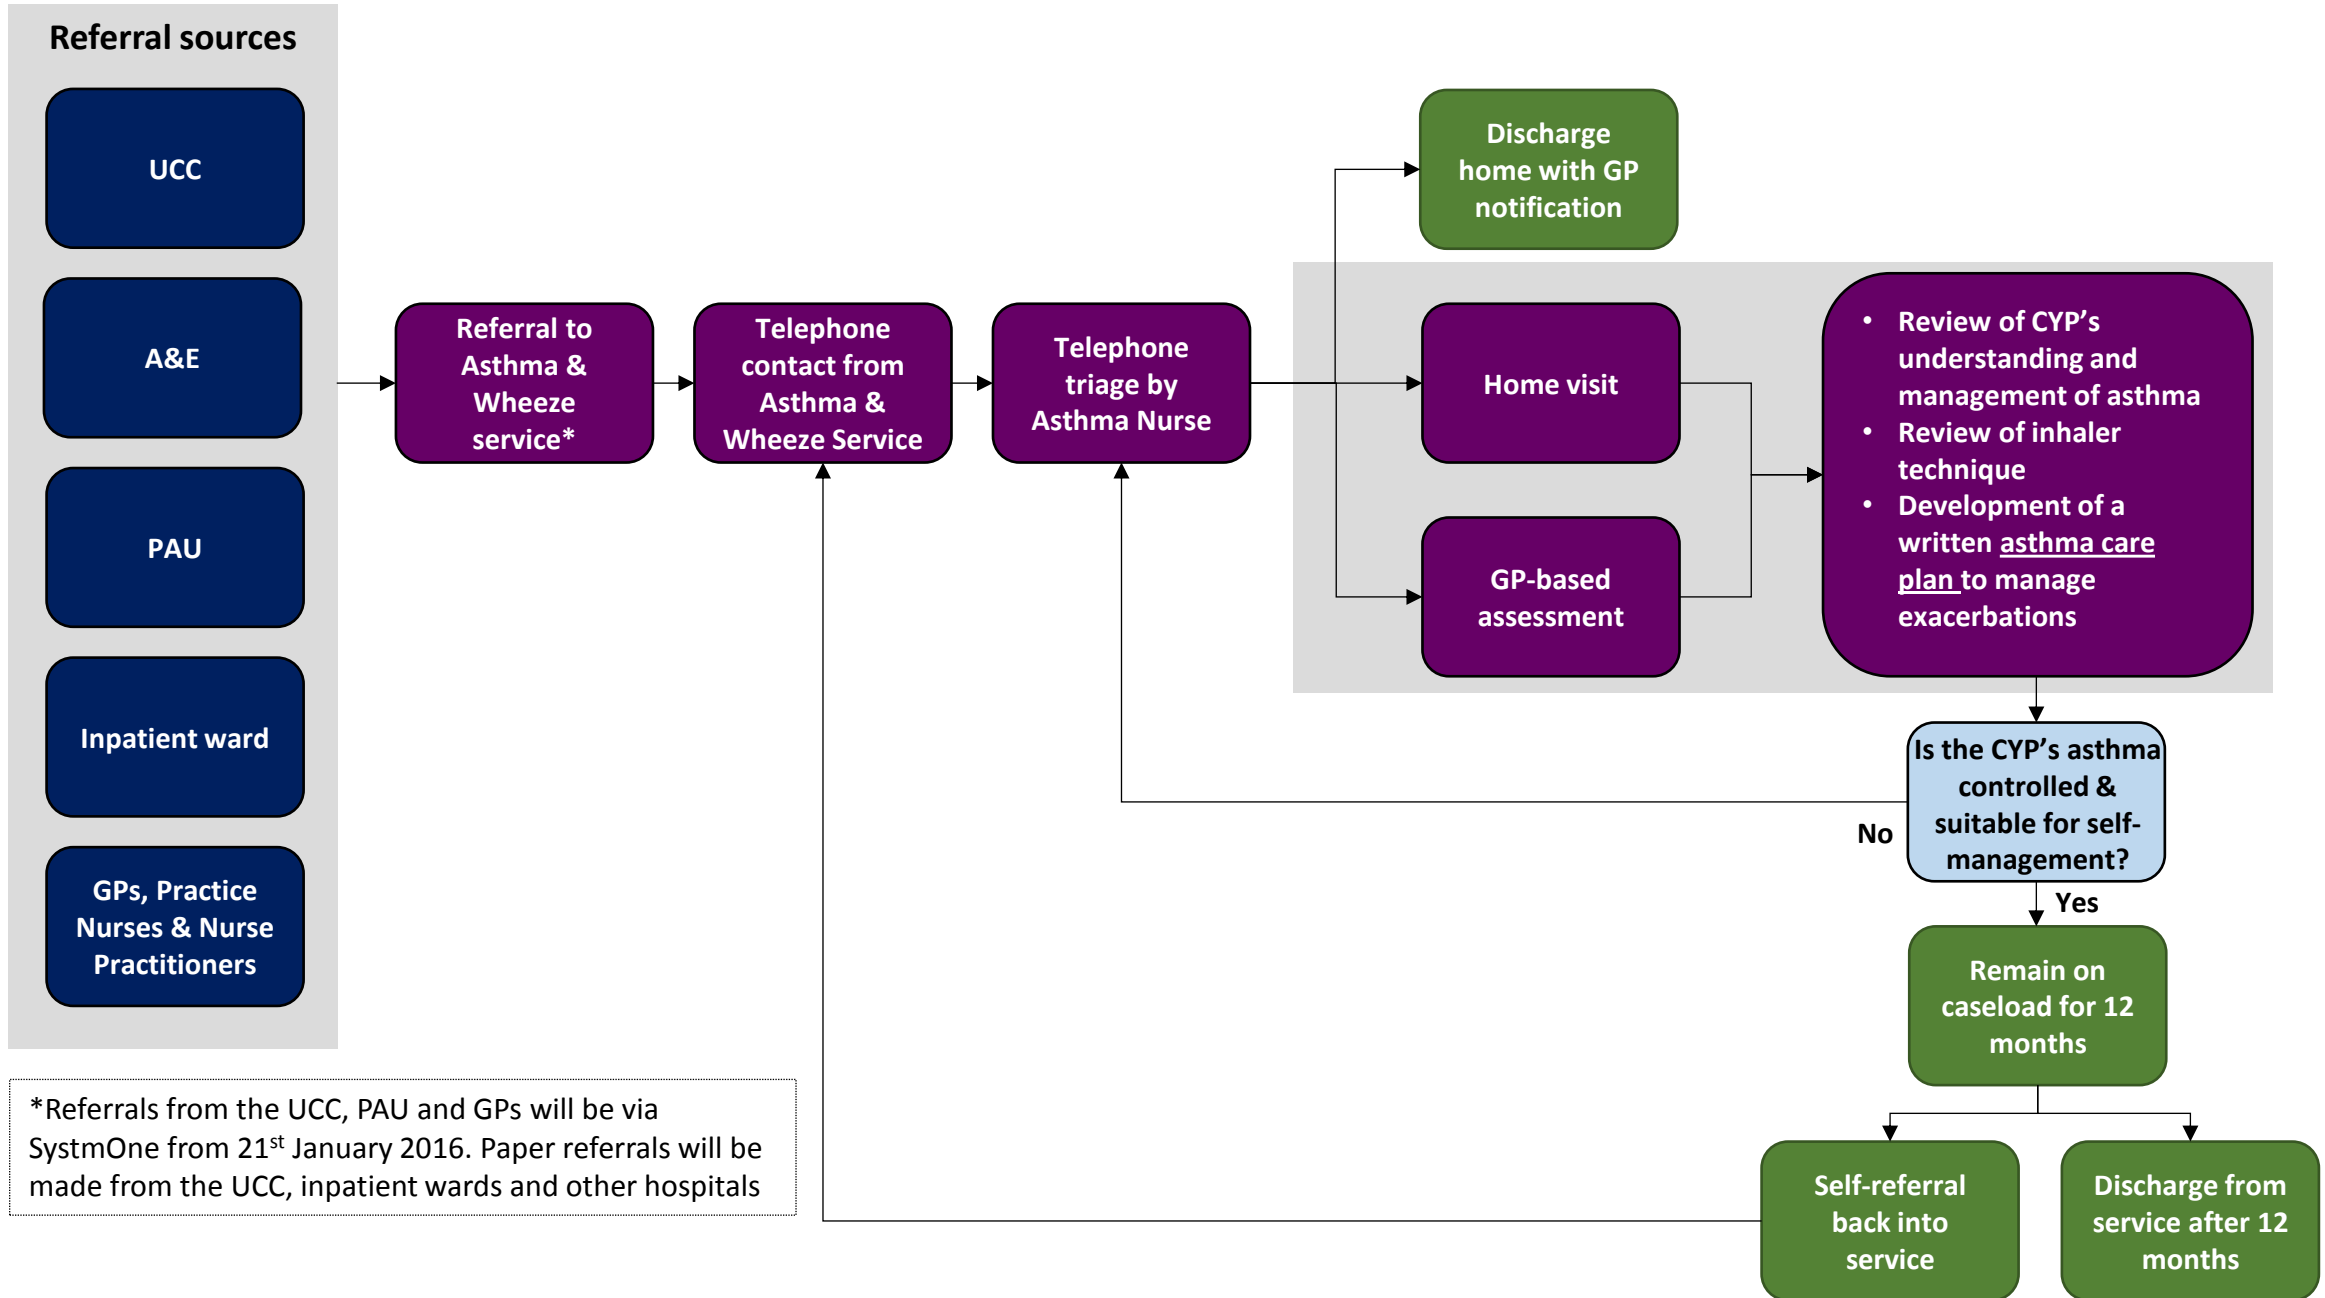 Referral sources
UCC
A&E
PAU
Inpatient ward
GPs, Practice
Nurses & Nurse
Practitioners
*Referrals from the UCC, PAU and GPs will be via
SystmOne from 21st January 2016. Paper referrals will be
made from the UCC, inpatient wards and other hospitals
Referral to
Asthma &
Wheeze
service*
Telephone
contact from
Asthma &
Wheeze Service
Telephone
triage by
Asthma Nurse
Discharge
home with GP
notification
Home visit
GP-based
assessment
• Review of CYP’s
understanding and
management of asthma
• Review of inhaler
technique
• Development of a
written asthma care
plan to manage
exacerbations
Is the CYP’s asthma
controlled &
suitable for self-
management?
No
Yes
Remain on
caseload for 12
months
Self-referral
back into
service
Discharge from
service after 12
months